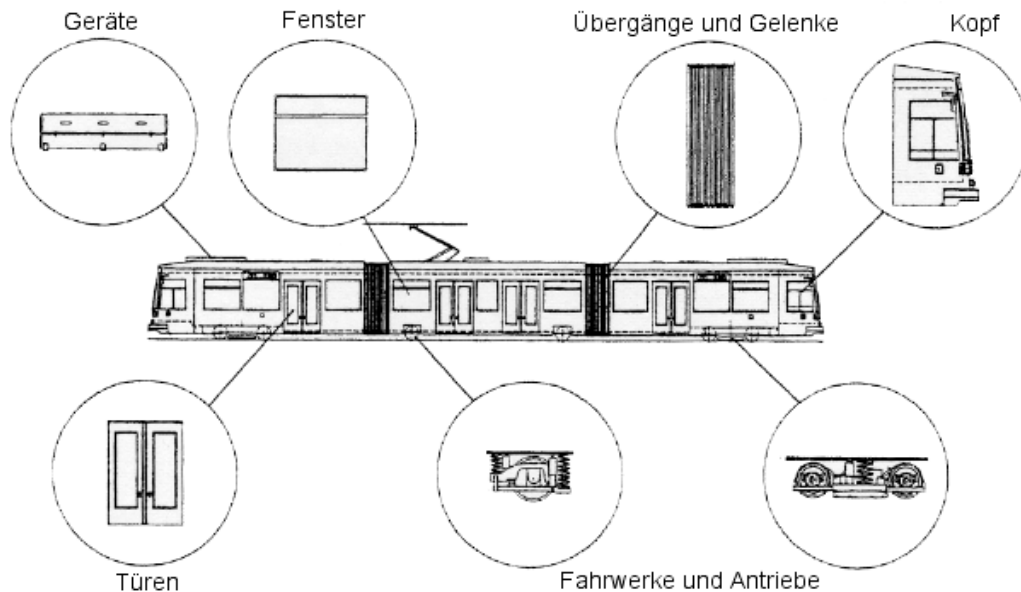 Geräte
Fenster
Übergänge und Gelenke
Kopf
Türen
Fahrwerke und Antriebe